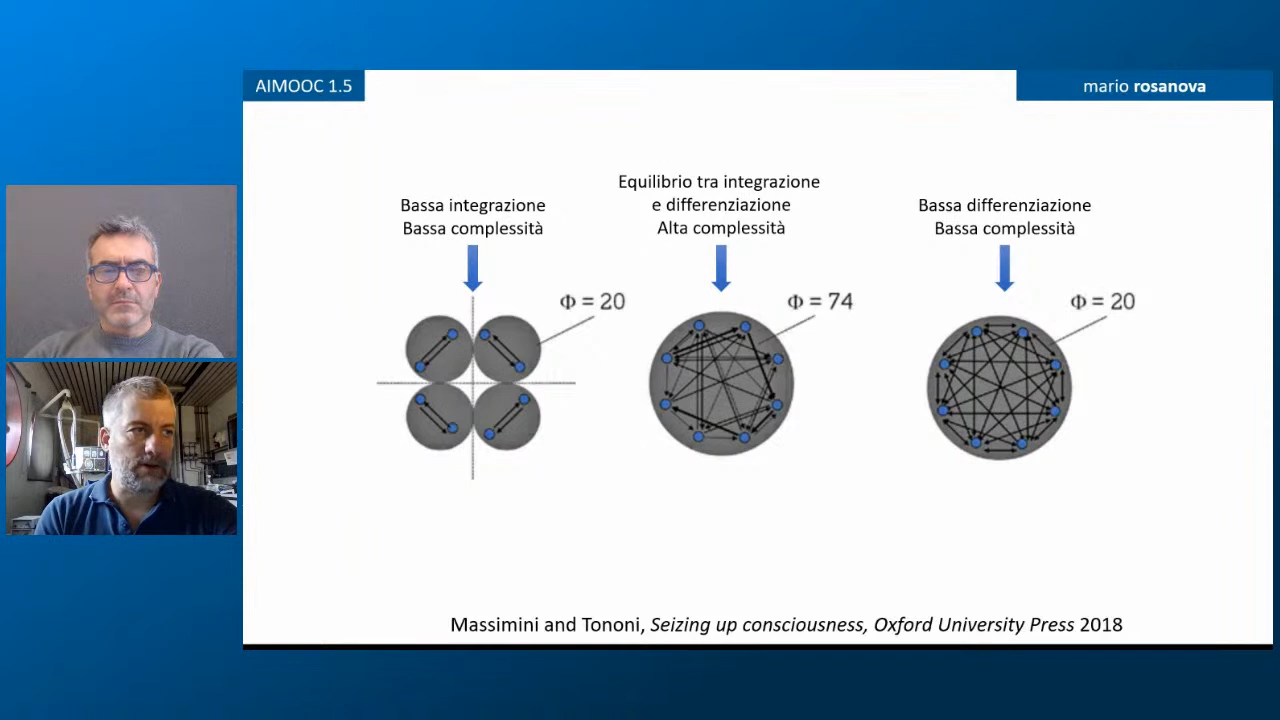 AIMOOC 1.5
mario rosanova
Bassa integrazione
Bassa complessità
Equilibrio tra integrazione
e differenziazione
Alta complessità
Bassa differenziazione
Bassa complessità
Φ = 20
Φ = 74
Φ = 20
Massimini and Tononi, Seizing up consciousness, Oxford University Press 2018